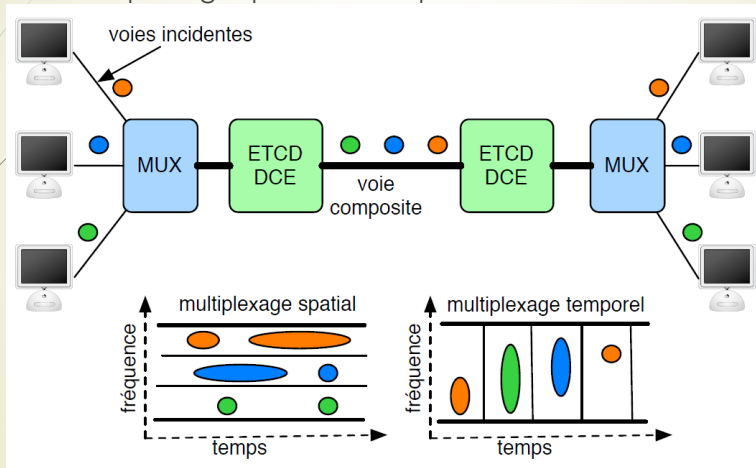 voies incidentes
MUX
ETCD
DCE
voie
composite
ETCD
DCE
MUX
multiplexage spatial
fréquence
temps
multiplexage temporel
fréquence
temps